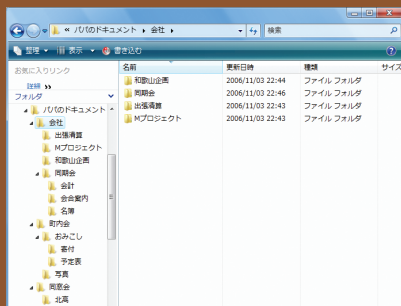 « パパのドキュメント ▸ 会社 ▸ 検索
整理 表示 書き込む
お気に入りリンク
詳細 »
フォルダ
パパのドキュメント
会社
出張清算
Mプロジェクト
和歌山企画
同期会
会計
会合案内
名簿
町内会
おみこし
寄付
予定表
写真
同窓会
北高
名前 更新日時 種類 サイズ
和歌山企画 2006/11/03 22:44 ファイル フォルダ
同期会 2006/11/03 22:46 ファイル フォルダ
出張清算 2006/11/03 22:43 ファイル フォルダ
Mプロジェクト 2006/11/03 22:43 ファイル フォルダ